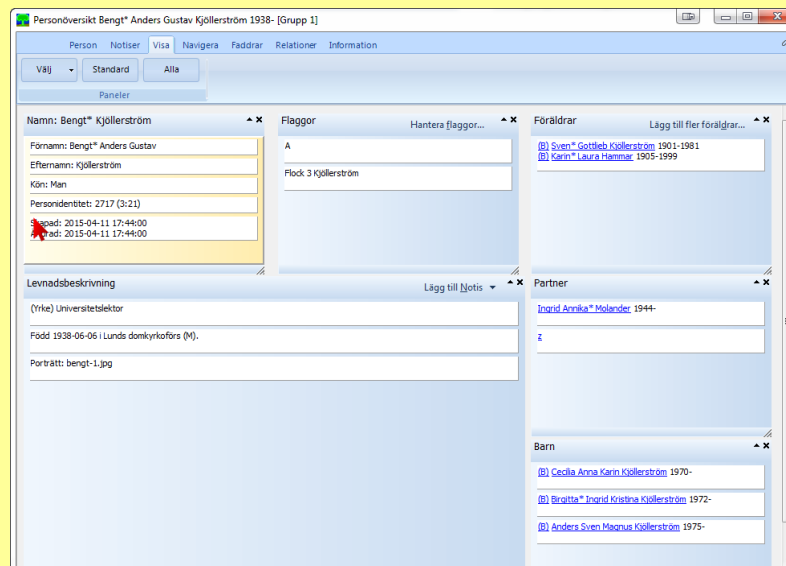 Personöversikt Bengt* Anders Gustav Kjöllerström 1938- [Grupp 1]
Person Notiser Visa Navigera Faddrar Relationer Information
Välj Standard Alla
Paneler
Namn: Bengt* Kjöllerström
Förnamn: Bengt* Anders Gustav
Efternamn: Kjöllerström
Kön: Man
Personidentitet: 2717 (3:21)
2015-04-11 17:44:00
2015-04-11 17:44:00
Flaggor Hantera flaggor...
A
Flock 3 Kjöllerström
Föräldrar Lägg till fler föräldrar...
(B) Sven* Gottlieb Kjöllerström 1901-1981
(B) Karin* Laura Hammar 1905-1999
Levnadsbeskrivning Lägg till Notis
(Yrke) Universitetslektor
Född 1938-06-06 i Lunds domkyrkoförs (M).
Porträtt: bengt-1.jpg
Partner
Ingrid Annika* Molander 1944-
z
Barn
(B) Cecilia Anna Karin Kjöllerström 1970-
(B) Birgitta* Ingrid Kristina Kjöllerström 1972-
(B) Anders Sven Magnus Kjöllerström 1975-